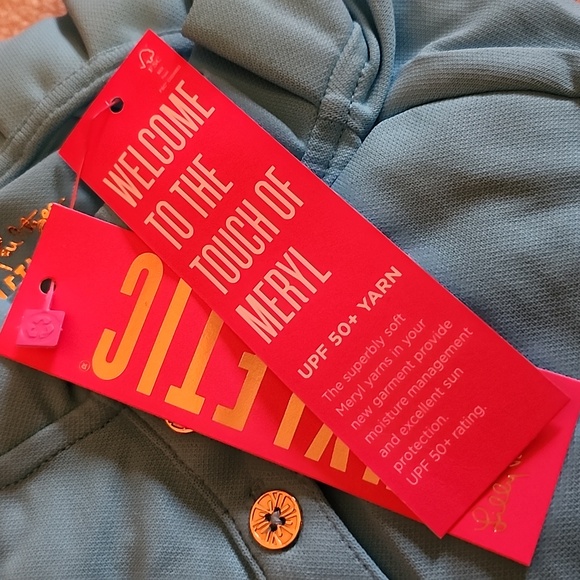 WELCOME
TO THE
TOUCH OF
MERYL
UPF 50+ YARN
The superbly soft
Meryl yarns in your
new garment provide
moisture management
and excellent sun
protection.
UPF 50+ rating.
Lilly